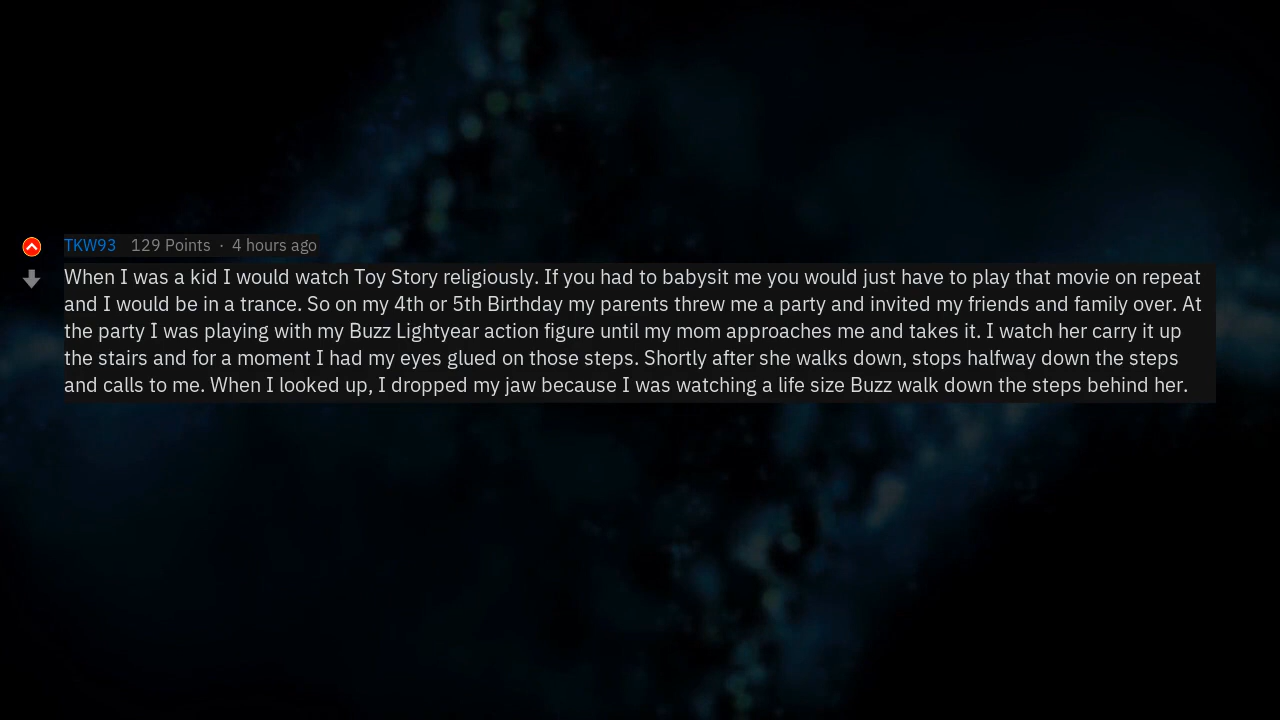 TKW93 129 Points · 4 hours ago
When I was a kid I would watch Toy Story religiously. If you had to babysit me you would just have to play that movie on repeat
and I would be in a trance. So on my 4th or 5th Birthday my parents threw me a party and invited my friends and family over. At
the party I was playing with my Buzz Lightyear action figure until my mom approaches me and takes it. I watch her carry it up
the stairs and for a moment I had my eyes glued on those steps. Shortly after she walks down, stops halfway down the steps
and calls to me. When I looked up, I dropped my jaw because I was watching a life size Buzz walk down the steps behind her.